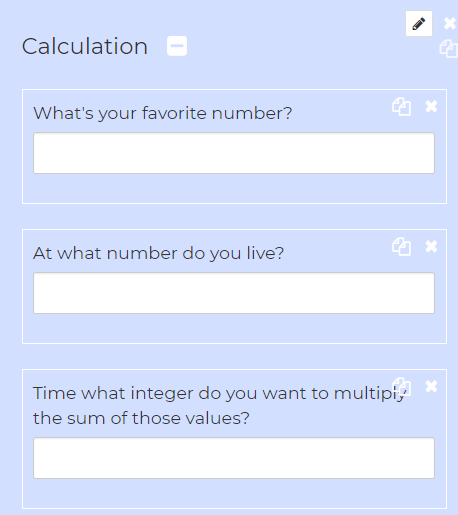 Calculation
What's your favorite number?
At what number do you live?
Time what integer do you want to multiply
the sum of those values?